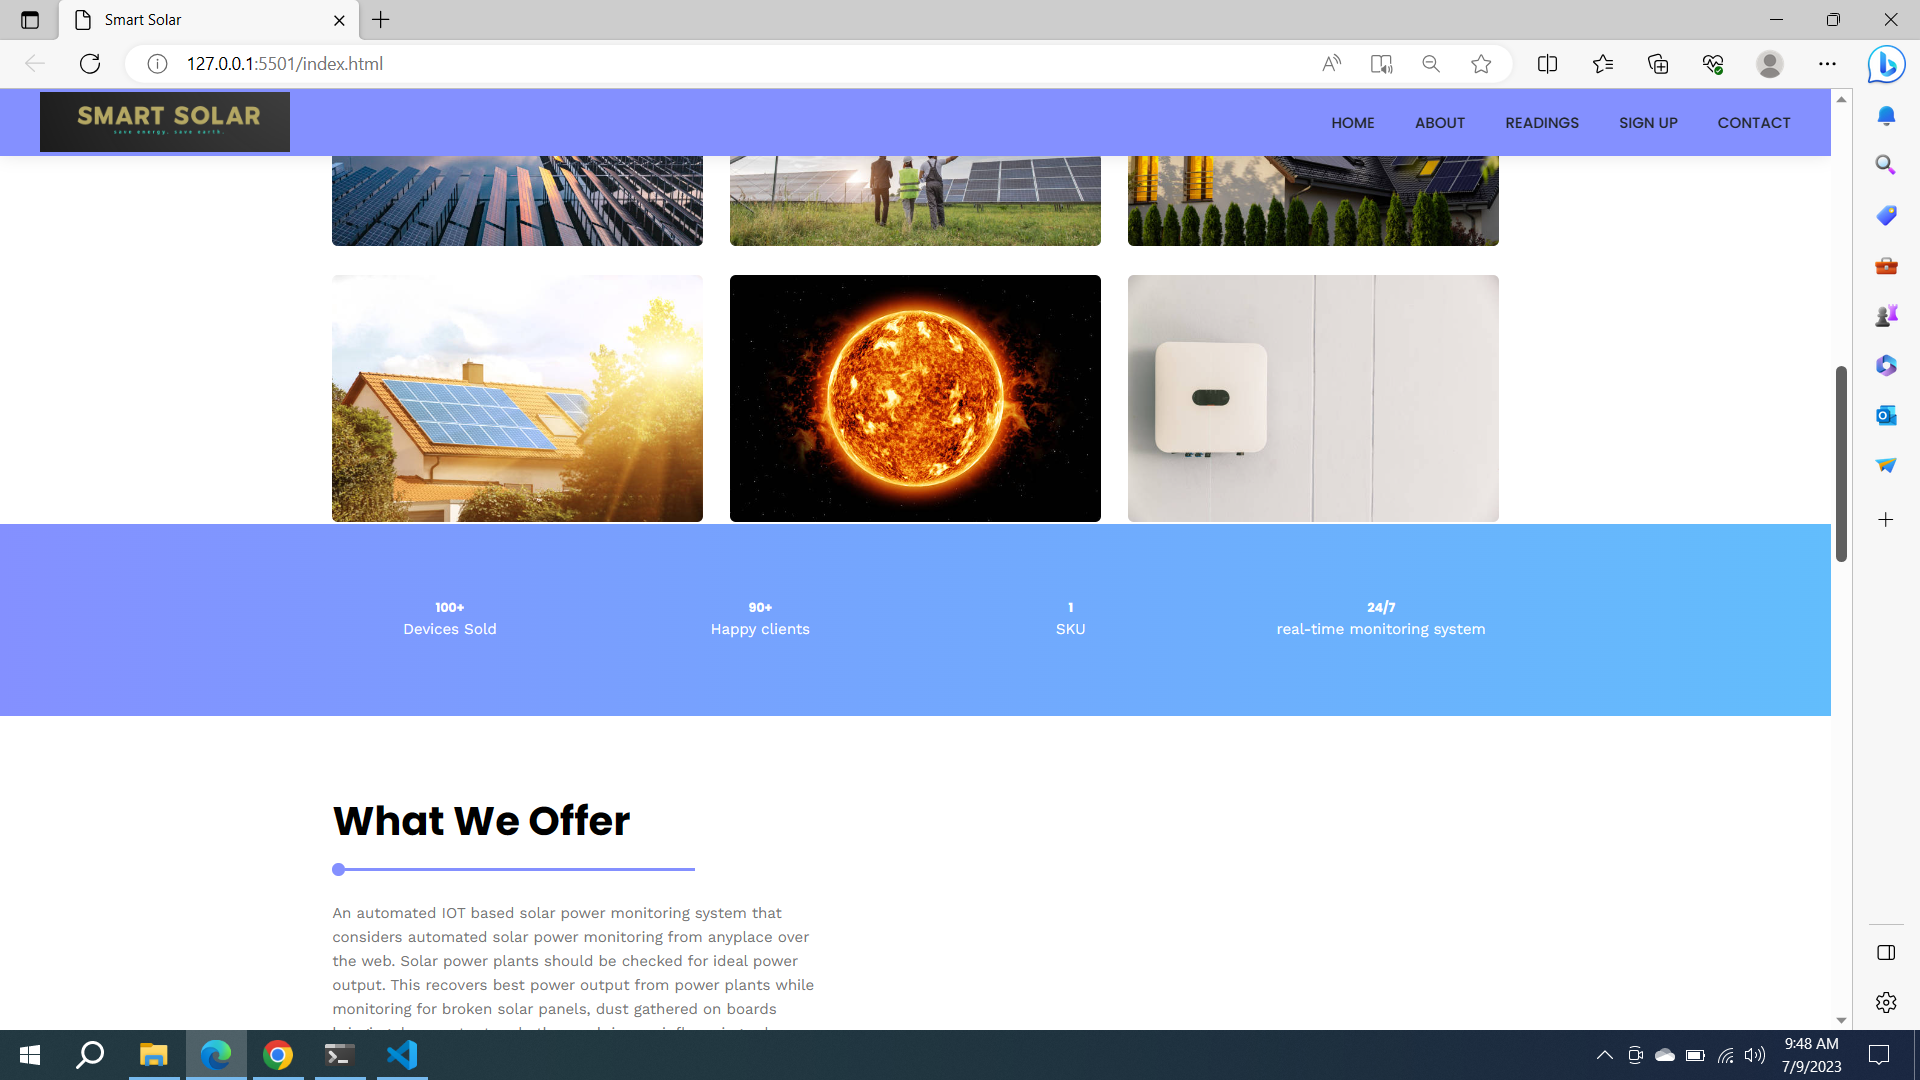 Smart Solar
127.0.0.1:5501/index.html
SMART SOLAR
save energy. save earth.
HOME
ABOUT
READINGS
SIGN UP
CONTACT
100+
Devices Sold
90+
Happy clients
1
SKU
24/7
real-time monitoring system
What We Offer
An automated IOT based solar power monitoring system that
considers automated solar power monitoring from anyplace over
the web. Solar power plants should be checked for ideal power
output. This recovers best power output from power plants while
monitoring for broken solar panels, dust gathered on boards
9:48 AM
7/9/2023